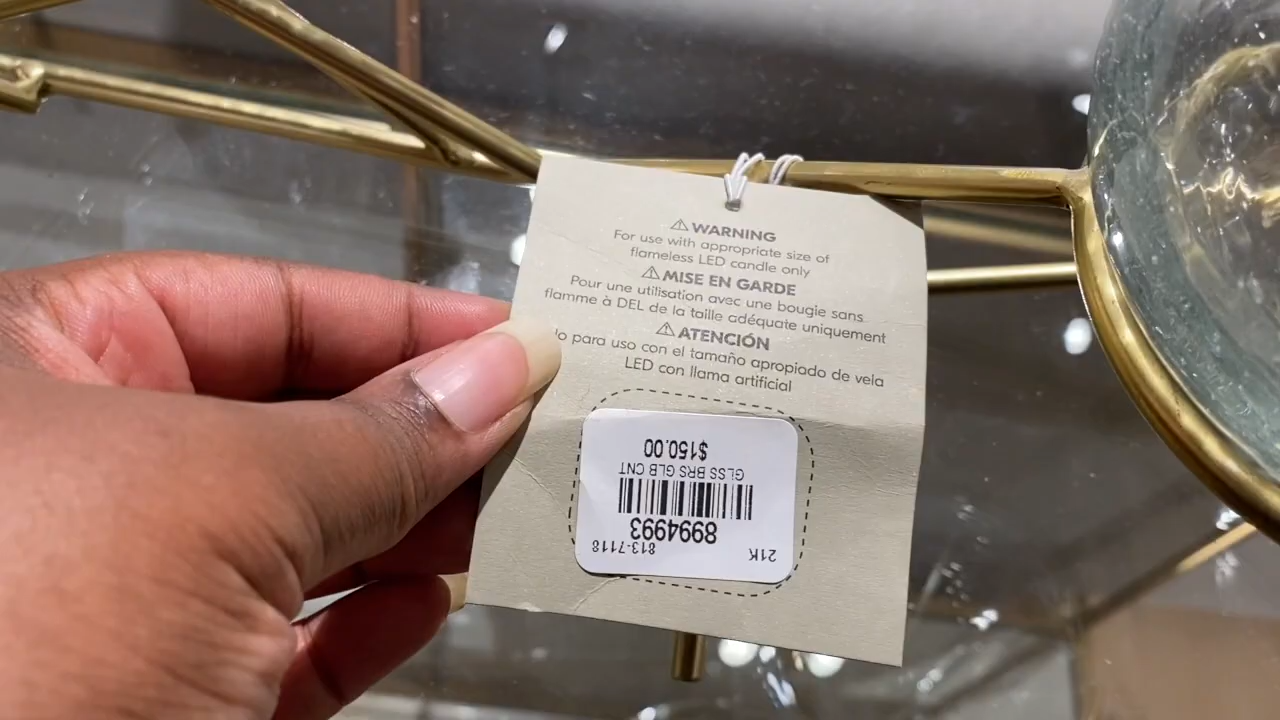 ⚠ WARNING
For use with appropriate size of
flameless LED candle only
⚠ MISE EN GARDE
Pour une utilisation avec une bougie sans
flamme à DEL de la taille adéquate uniquement
⚠ ATENCIÓN
para uso con el tamaño apropiado de vela
LED con llama artificial
21K 813-7118
8994993
GLSS BRS GLB CNT
$150.00